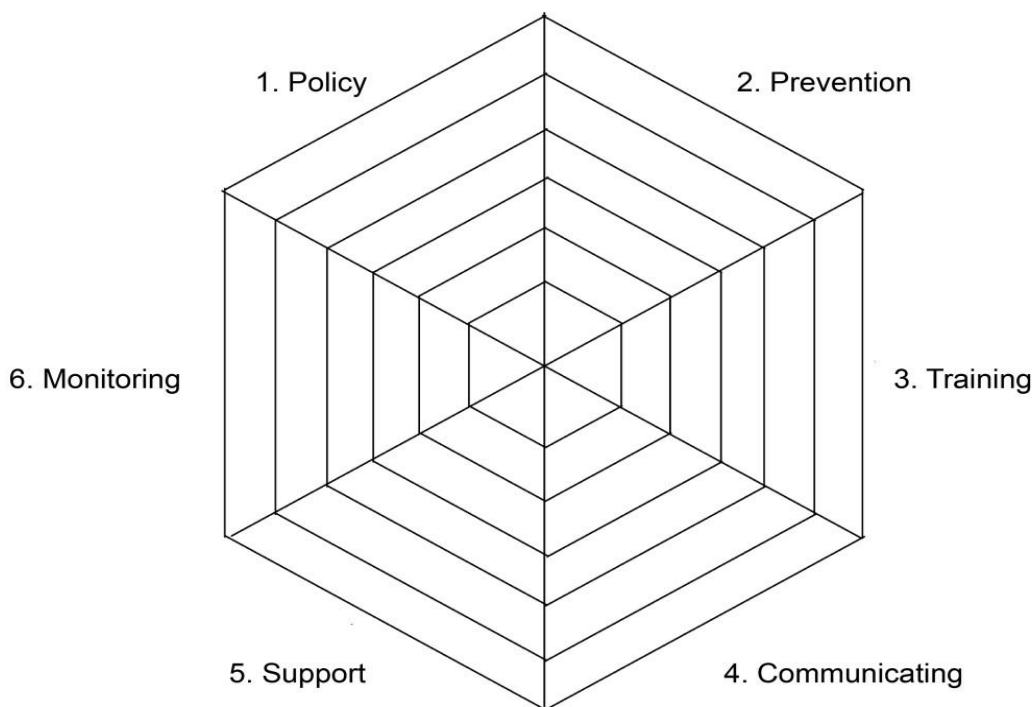 1. Policy
2. Prevention
3. Training
4. Communicating
5. Support
6. Monitoring